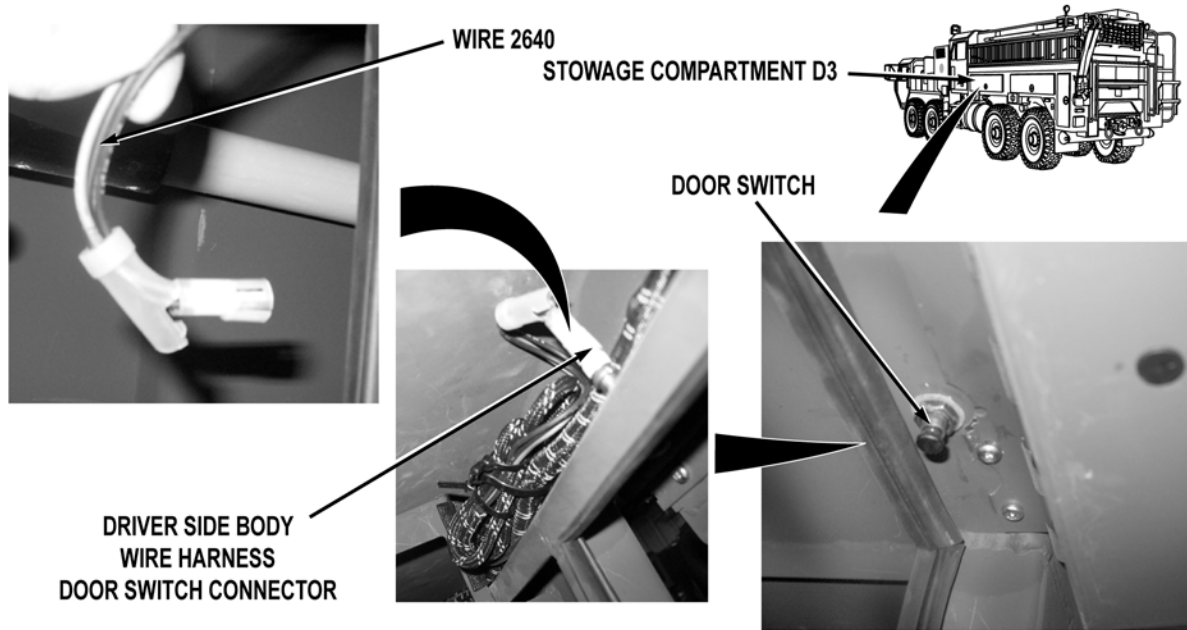 WIRE 2640
STOWAGE COMPARTMENT D3
DOOR SWITCH
DRIVER SIDE BODY
WIRE HARNESS
DOOR SWITCH CONNECTOR